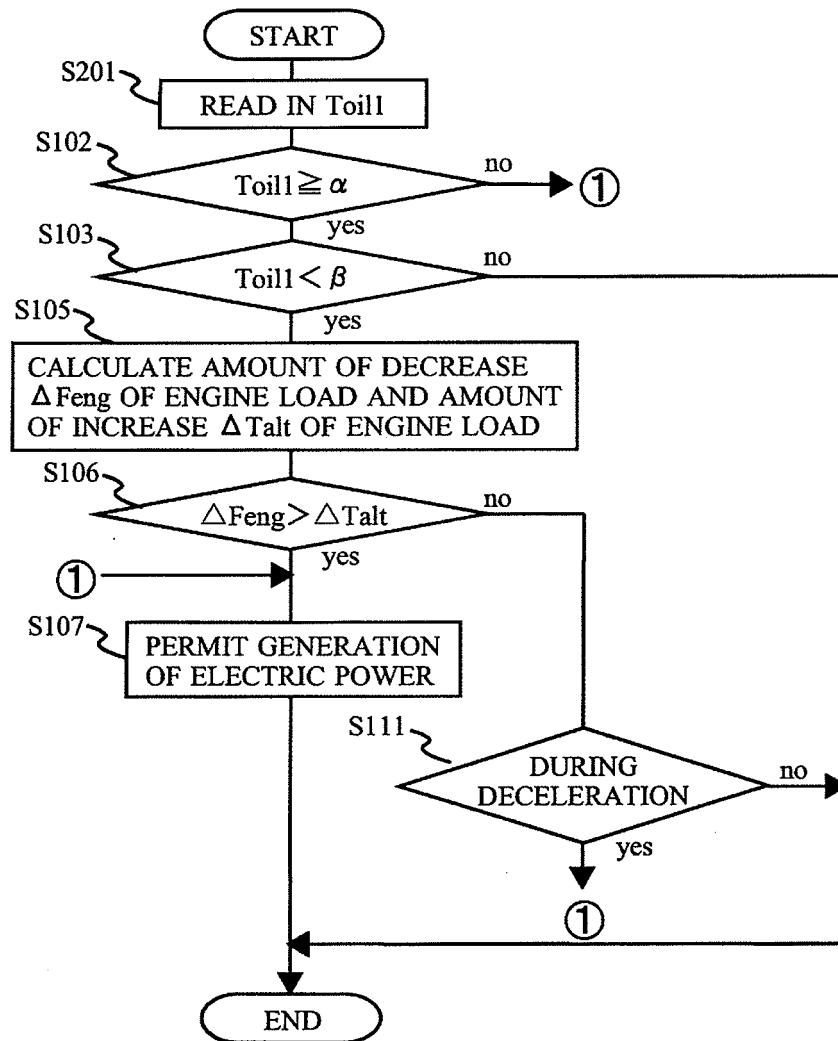 START
S201
READ IN Toil1
S102
Toil1≧α
no
①
yes
S103
Toil1<β
no
yes
S105
CALCULATE AMOUNT OF DECREASE
ΔFeng OF ENGINE LOAD AND AMOUNT
OF INCREASE ΔTalt OF ENGINE LOAD
S106
△Feng>△Talt
no
yes
①
S107
PERMIT GENERATION
OF ELECTRIC POWER
S111
DURING
DECELERATION
no
yes
①
END